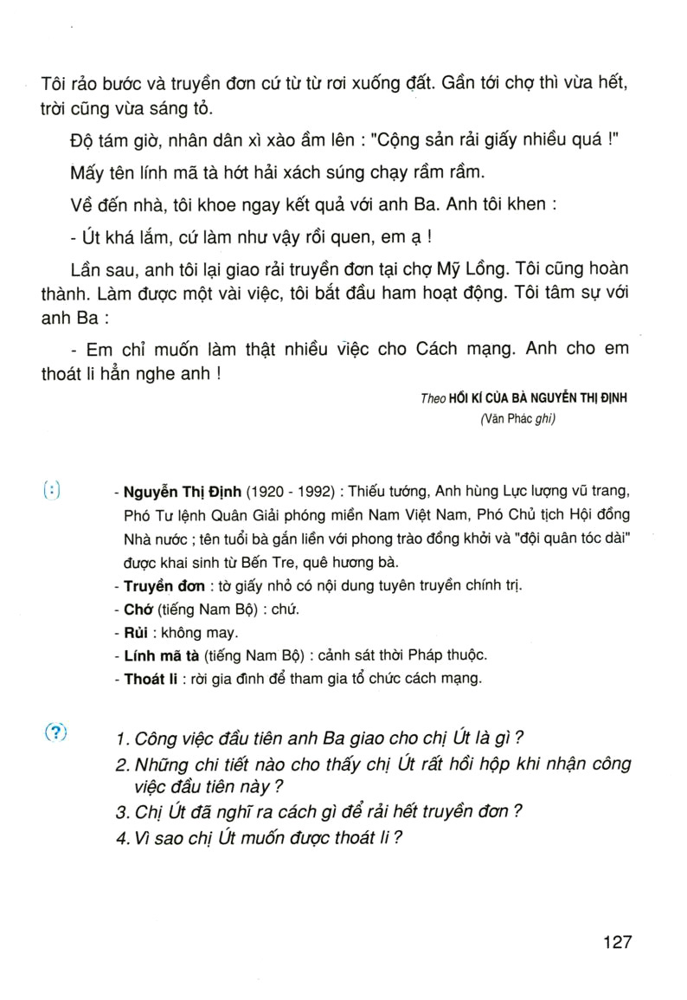 Tôi rảo bước và truyền đơn cứ từ từ rơi xuống đất. Gần tới chợ thì vừa hết,
trời cũng vừa sáng tỏ.
Độ tám giờ, nhân dân xì xào ầm lên : "Cộng sản rải giấy nhiều quá !"
Mấy tên lính mã tà hớt hải xách súng chạy rầm rầm.
Về đến nhà, tôi khoe ngay kết quả với anh Ba. Anh tôi khen :
- Út khá lắm, cứ làm như vậy rồi quen, em ạ !
Lần sau, anh tôi lại giao rải truyền đơn tại chợ Mỹ Lồng. Tôi cũng hoàn
thành. Làm được một vài việc, tôi bắt đầu ham hoạt động. Tôi tâm sự với
anh Ba :
- Em chỉ muốn làm thật nhiều việc cho Cách mạng. Anh cho em
thoát li hẳn nghe anh !
Theo HỒI KÍ CỦA BÀ NGUYỄN THỊ ĐỊNH
(Văn Phác ghi)
(:)
- Nguyễn Thị Định (1920 - 1992) : Thiếu tướng, Anh hùng Lực lượng vũ trang,
Phó Tư lệnh Quân Giải phóng miền Nam Việt Nam, Phó Chủ tịch Hội đồng
Nhà nước ; tên tuổi bà gắn liền với phong trào đồng khởi và "đội quân tóc dài"
được khai sinh từ Bến Tre, quê hương bà.
- Truyền đơn : tờ giấy nhỏ có nội dung tuyên truyền chính trị.
- Chớ (tiếng Nam Bộ) : chứ.
- Rủi : không may.
- Lính mã tà (tiếng Nam Bộ) : cảnh sát thời Pháp thuộc.
- Thoát li : rời gia đình để tham gia tổ chức cách mạng.
(?)
1. Công việc đầu tiên anh Ba giao cho chị Út là gì ?
2. Những chi tiết nào cho thấy chị Út rất hồi hộp khi nhận công
việc đầu tiên này ?
3. Chị Út đã nghĩ ra cách gì để rải hết truyền đơn ?
4. Vì sao chị Út muốn được thoát li ?
127